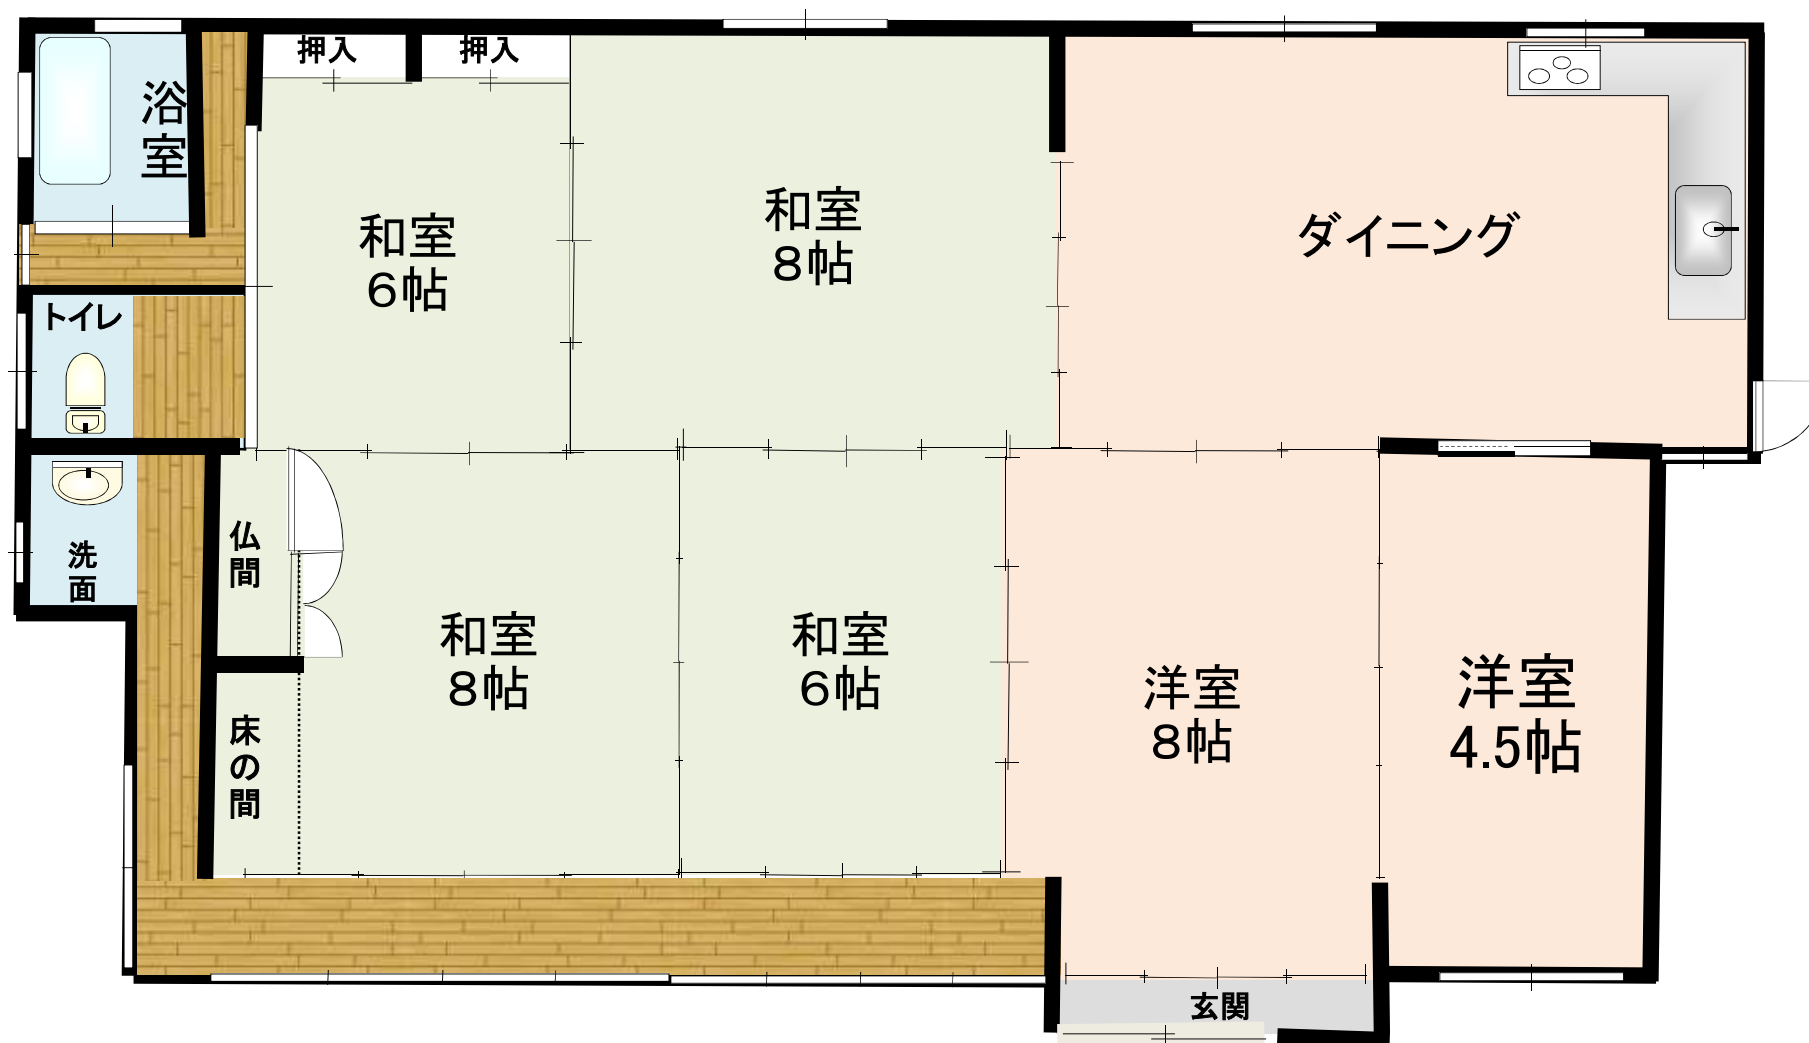 押入
押入
浴
室
和室
8帖
和室
6帖
ダイニング
トイレ
仏
間
洗
面
和室
8帖
和室
6帖
洋室
8帖
洋室
4.5帖
床
の
間
玄関